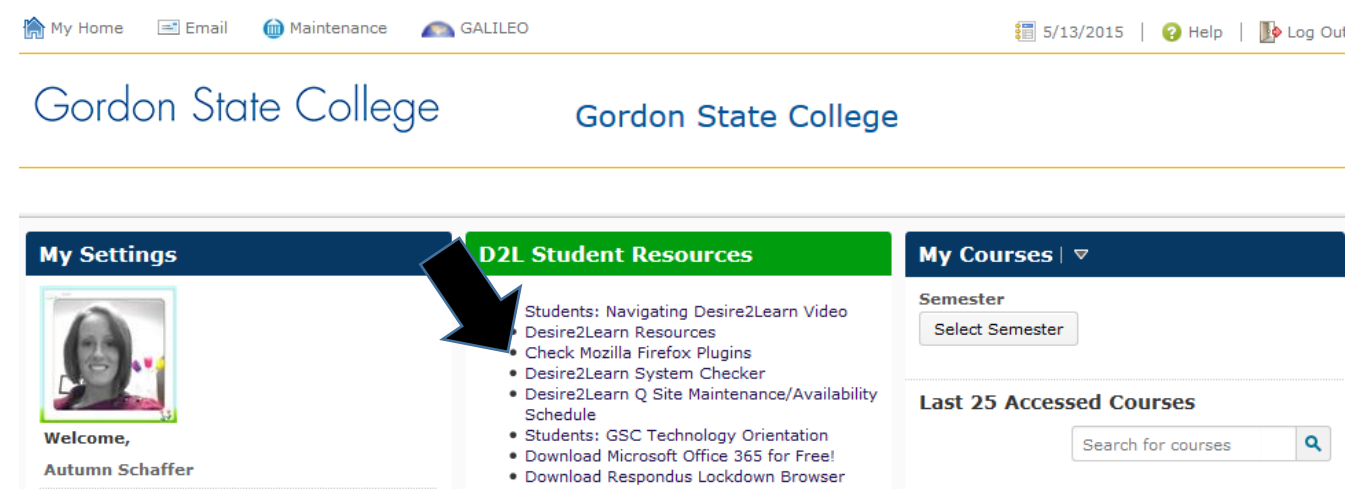 My Home Email Maintenance GALILEO 5/13/2015 | Help | Log Out
Gordon State College Gordon State College
My Settings
Welcome,
Autumn Schaffer
D2L Student Resources
Students: Navigating Desire2Learn Video
• Desire2Learn Resources
• Check Mozilla Firefox Plugins
• Desire2Learn System Checker
• Desire2Learn Q Site Maintenance/Availability
Schedule
• Students: GSC Technology Orientation
• Download Microsoft Office 365 for Free!
• Download Respondus Lockdown Browser
My Courses |
Semester
Select Semester
Last 25 Accessed Courses
Search for courses